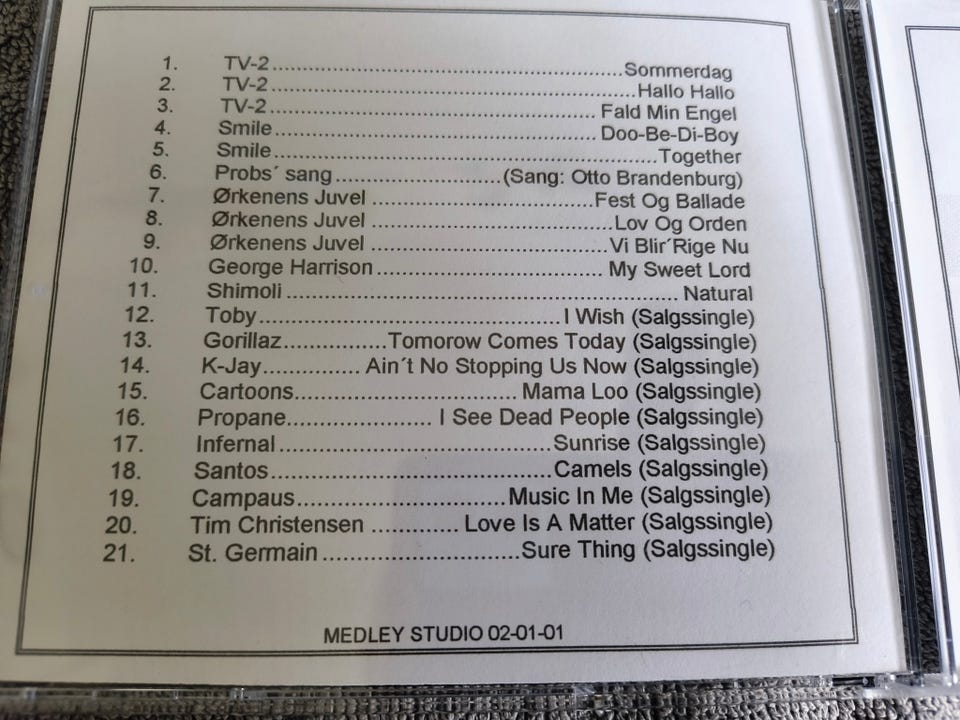 1. TV-2......................................................Sommerdag
2. TV-2........................................................Hallo Hallo
3. TV-2.................................................. Fald Min Engel
4. Smile..................................................Doo-Be-Di-Boy
5. Smile...........................................................Together
6. Probs´ sang .........................(Sang: Otto Brandenburg)
7. Ørkenens Juvel ..................................Fest Og Ballade
8. Ørkenens Juvel .....................................Lov Og Orden
9. Ørkenens Juvel ....................................Vi Blir´Rige Nu
10. George Harrison .................................. My Sweet Lord
11. Shimoli .......................................................... Natural
12. Toby.............................................I Wish (Salgssingle)
13. Gorillaz................Tomorow Comes Today (Salgssingle)
14. K-Jay............... Ain´t No Stopping Us Now (Salgssingle)
15. Cartoons.................................. Mama Loo (Salgssingle)
16. Propane...................... I See Dead People (Salgssingle)
17. Infernal.........................................Sunrise (Salgssingle)
18. Santos..........................................Camels (Salgssingle)
19. Campaus...............................Music In Me (Salgssingle)
20. Tim Christensen ............. Love Is A Matter (Salgssingle)
21. St. Germain .............................Sure Thing (Salgssingle)
MEDLEY STUDIO 02-01-01